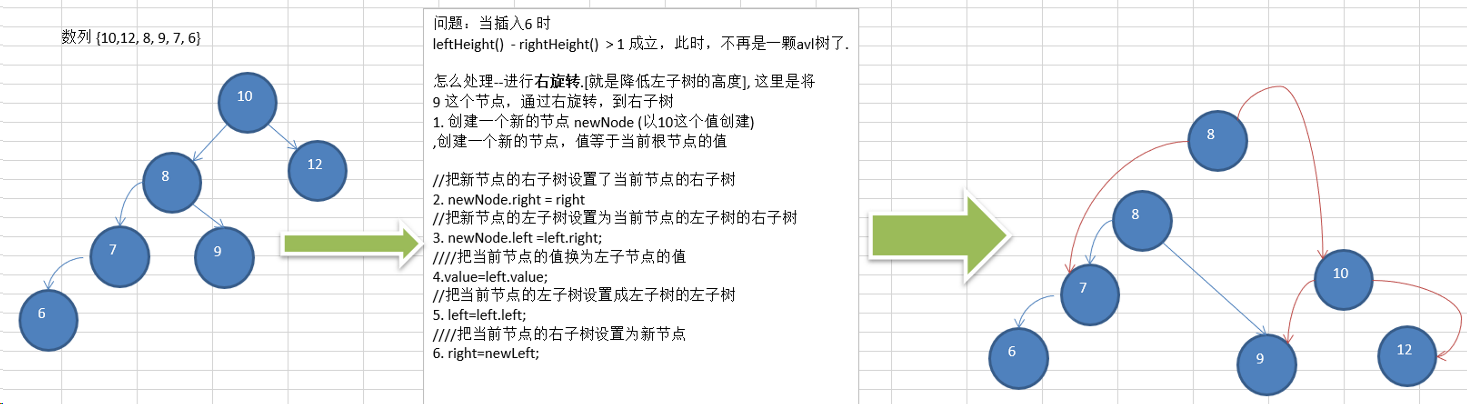 数列 {10,12, 8, 9, 7, 6}
10
8
12
7
9
6
问题：当插入6 时
leftHeight() - rightHeight() > 1 成立，此时，不再是一颗avl树了.
怎么处理--进行右旋转.[就是降低左子树的高度], 这里是将
9 这个节点，通过右旋转，到右子树
1. 创建一个新的节点 newNode (以10这个值创建)
,创建一个新的节点，值等于当前根节点的值
//把新节点的右子树设置了当前节点的右子树
2. newNode.right = right
//把新节点的左子树设置为当前节点的左子树的右子树
3. newNode.left =left.right;
////把当前节点的值换为左子节点的值
4.value=left.value;
//把当前节点的左子树设置成左子树的左子树
5. left=left.left;
////把当前节点的右子树设置为新节点
6. right=newLeft;
8
8
7
10
6
9
12